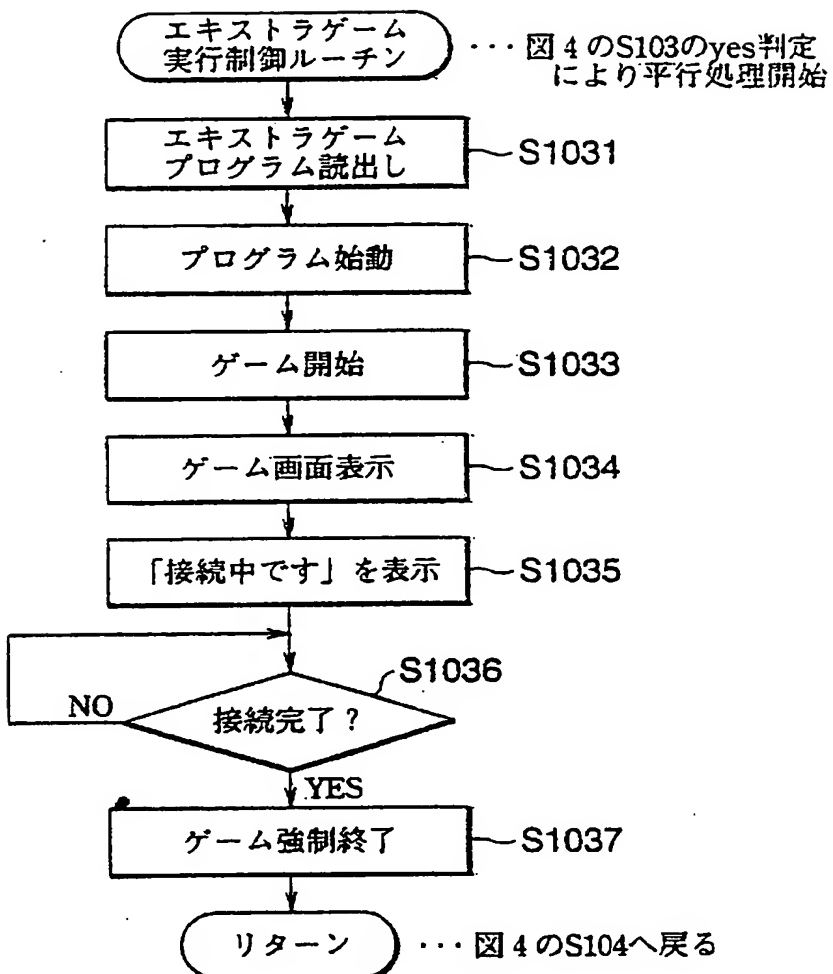 エキストラゲーム
実行制御ルーチン
・・・図4のS103のyes判定
により平行処理開始
エキストラゲーム
プログラム読出し
S1031
プログラム始動
S1032
ゲーム開始
S1033
ゲーム画面表示
S1034
「接続中です」を表示
S1035
S1036
NO
接続完了?
YES
ゲーム強制終了
S1037
リターン
・・・図4のS104へ戻る